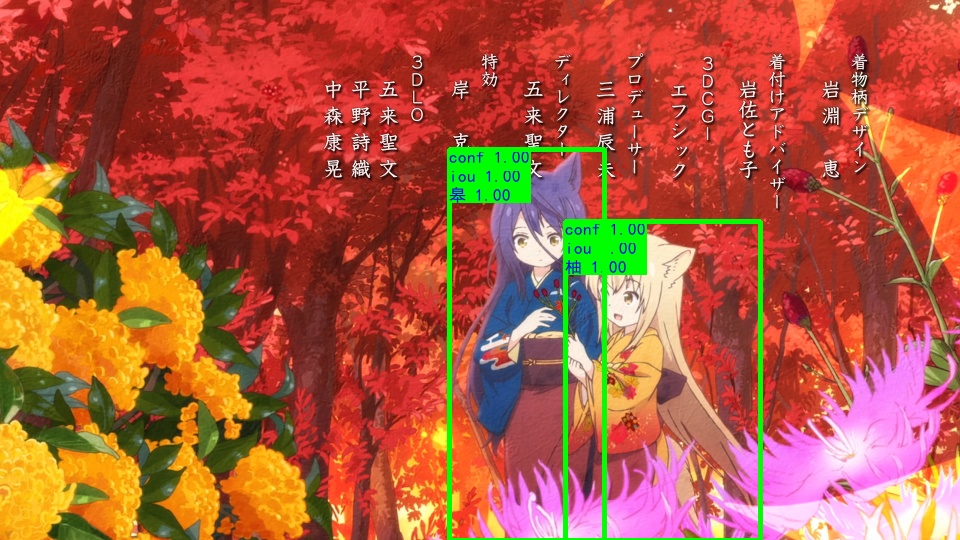 着物柄デザイン
岩淵 恵
着付けアドバイザー
岩佐とも子
3DCGI
エフシック
プロデューサー
三浦辰夫
ディレクター
五来聖文
特効
岸 克
3DLO
五来聖文
平野詩織
中森康晃
conf 1.00
iou 1.00
皋 1.00
conf 1.00
iou .00
柚 1.00